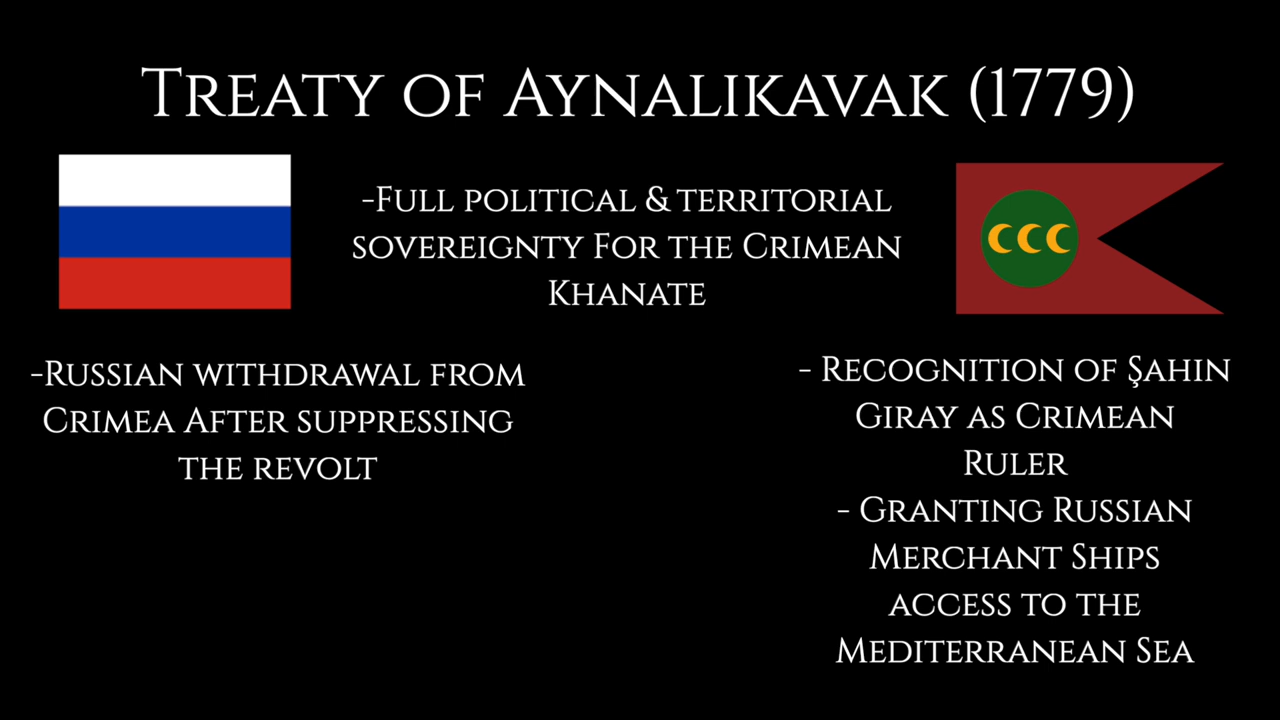 Treaty of Aynalikavak (1779)
-Full political & territorial
sovereignty For the Crimean
Khanate
-Russian withdrawal from
Crimea After suppressing
the revolt
- Recognition of Şahin
Giray as Crimean
Ruler
- Granting Russian
Merchant Ships
access to the
Mediterranean Sea